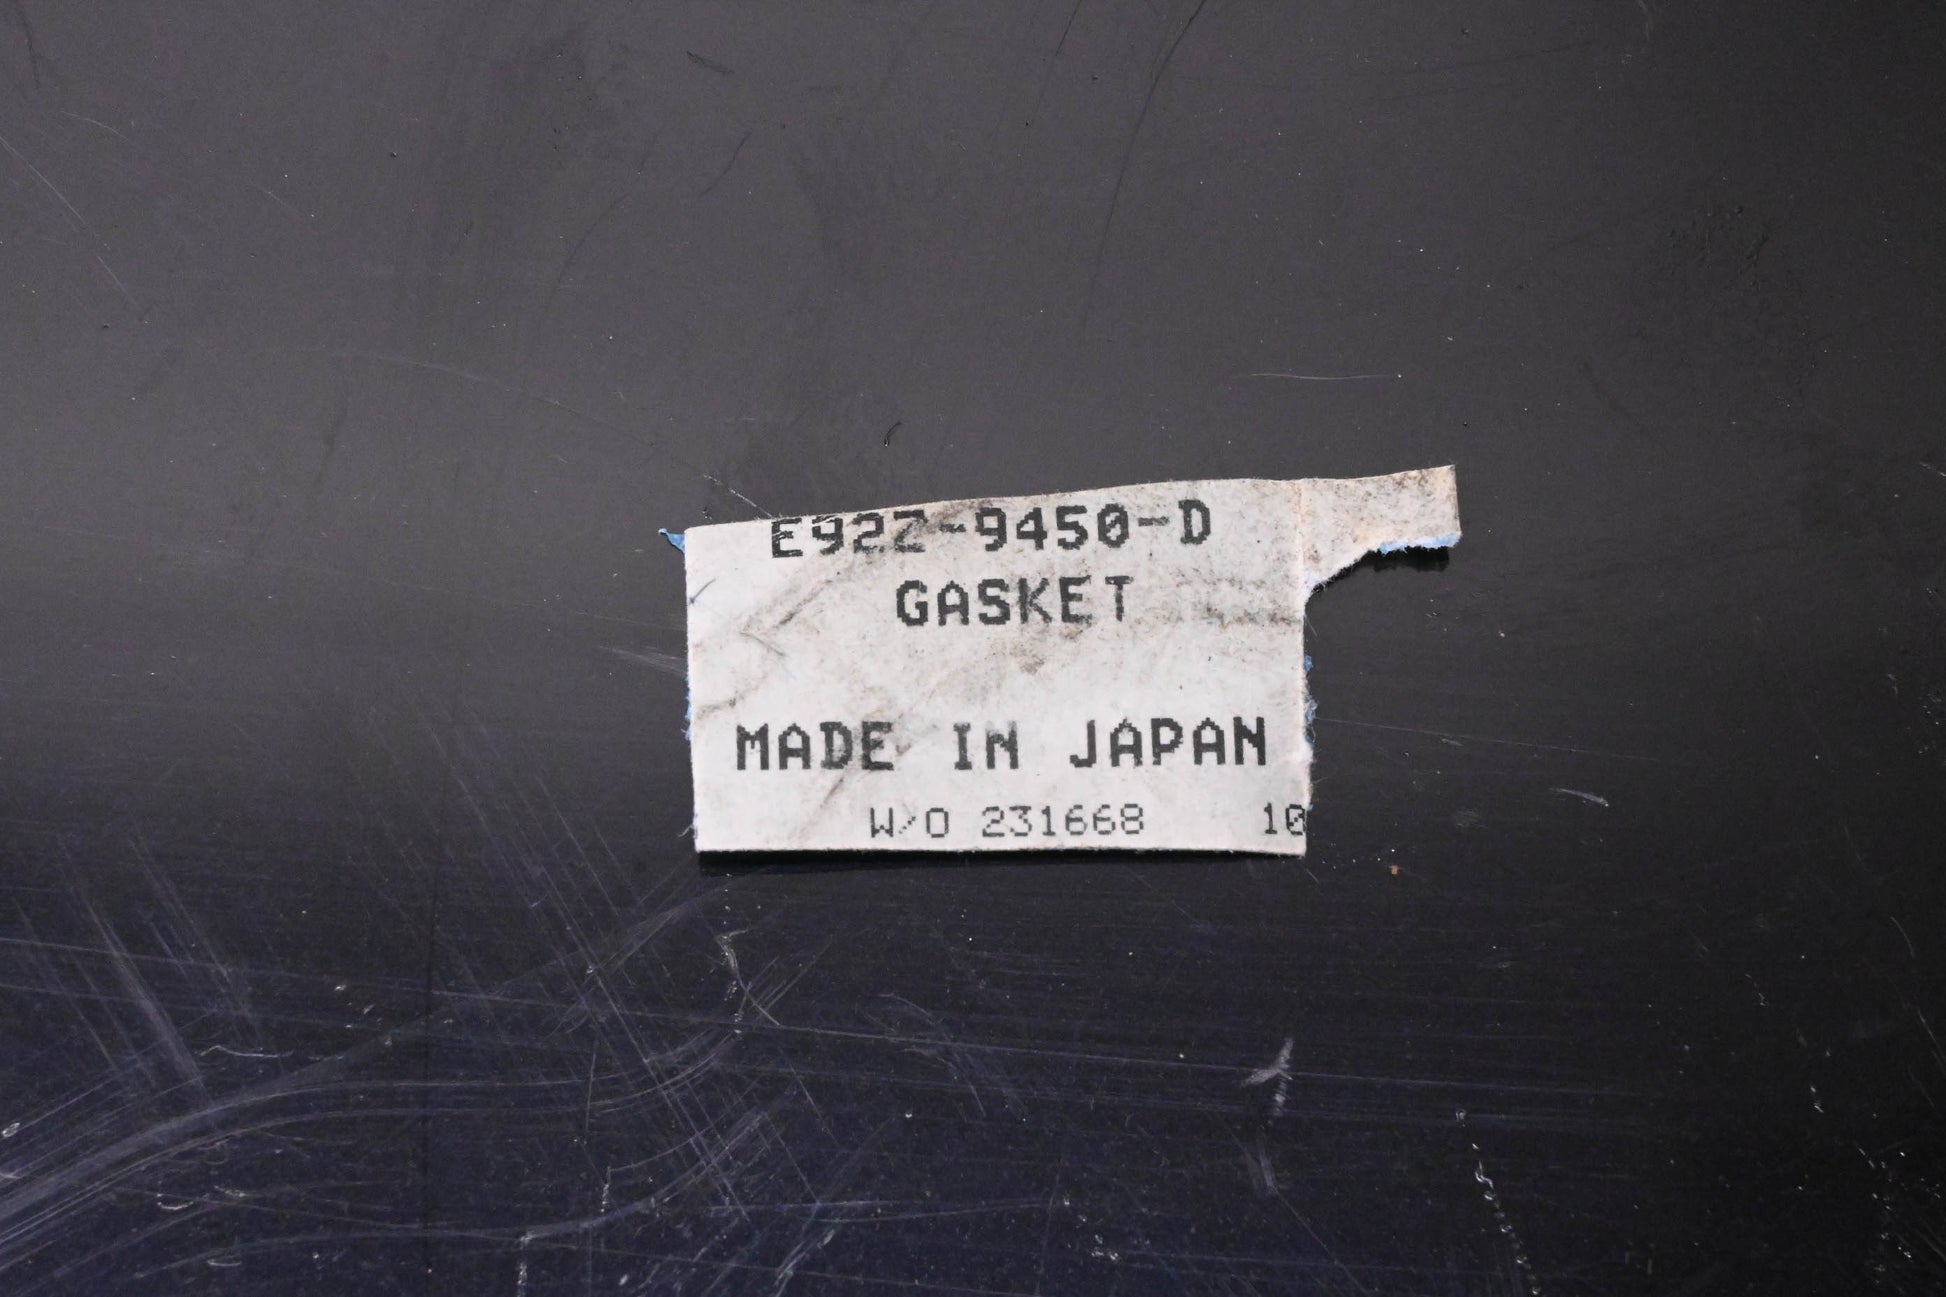 E92Z-9450-D
GASKET
MADE IN JAPAN
W/O 231668 10